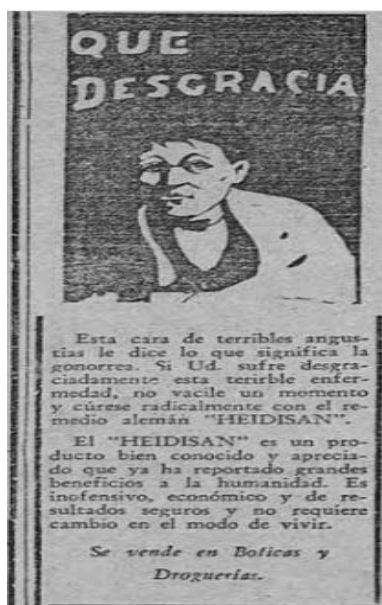 QUE
DESGRACIA
Esta cara de terribles angus-
tias le dice lo que significa la
gonorrea. Si Ud. sufre desgra-
ciadamente esta terirble enfer-
medad, no vacile un momento
y cúrese radicalmente con el re-
medio alemán "HEIDISAN".
El "HEIDISAN" es un pro-
ducto bien conocido y aprecia-
do que ya ha reportado grandes
beneficios a la humanidad. Es
inofensivo, económico y de re-
sultados seguros y no requiere
cambio en el modo de vivir.
Se vende en Boticas y
Droguerías.